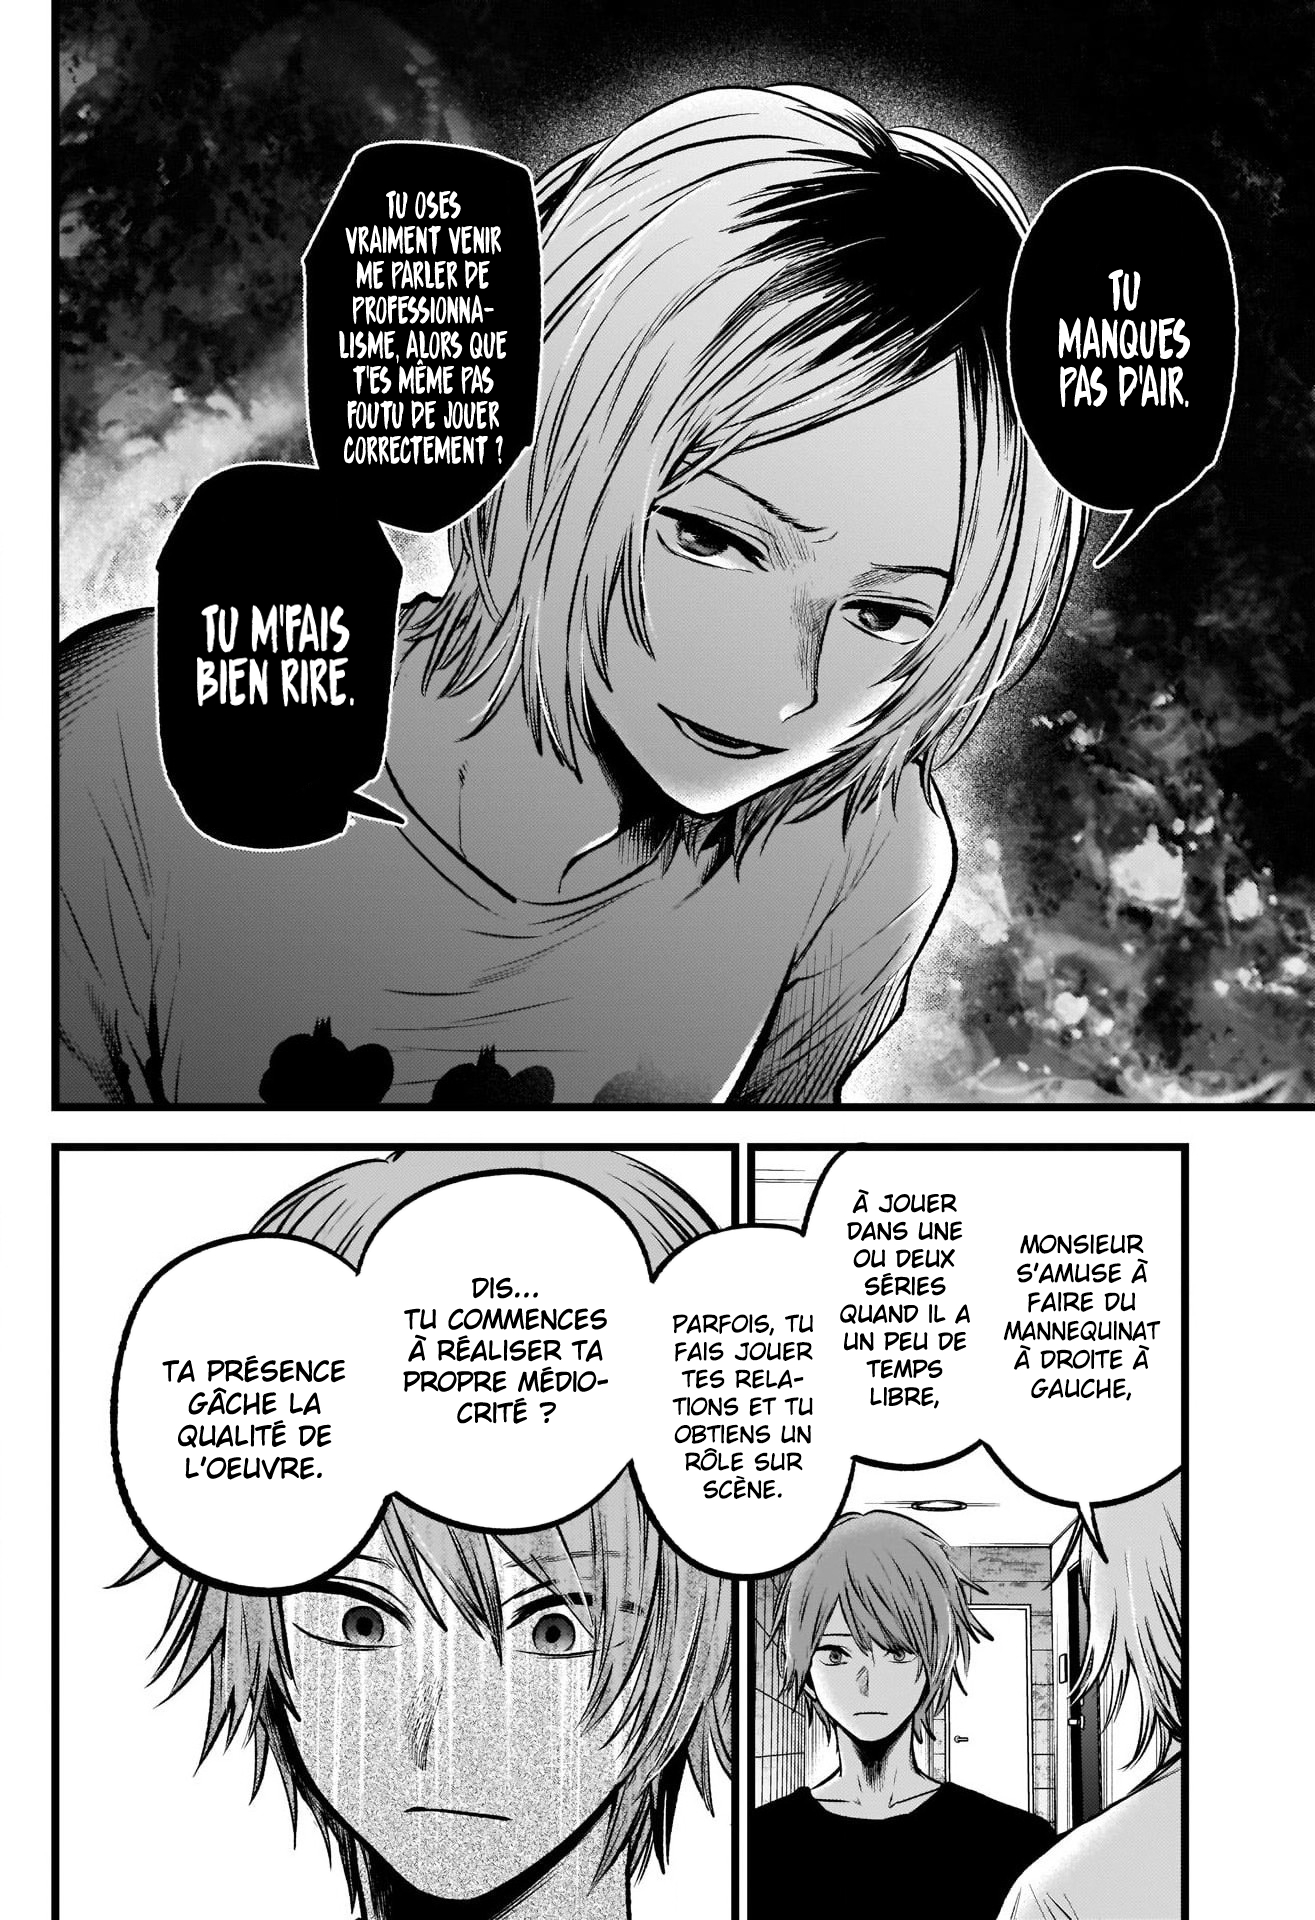 TU
MANQUES
PAS D'AIR.
TU OSES
VRAIMENT VENIR
ME PARLER DE
PROFESSIONNA-
LISME, ALORS QUE
T'ES MÊME PAS
FOUTU DE JOUER
CORRECTEMENT ?
TU M'FAIS
BIEN RIRE.
MONSIEUR
S'AMUSE À
FAIRE DU
MANNEQUINAT
À DROITE À
GAUCHE,
À JOUER
DANS UNE
OU DEUX
SÉRIES
QUAND IL A
UN PEU DE
TEMPS
LIBRE,
PARFOIS, TU
FAIS JOUER
TES RELA-
TIONS ET TU
OBTIENS UN
RÔLE SUR
SCÈNE.
DIS...
TU COMMENCES
À RÉALISER TA
PROPRE MÉDIO-
CRITÉ ?
TA PRÉSENCE
GÂCHE LA
QUALITÉ DE
L'OEUVRE.